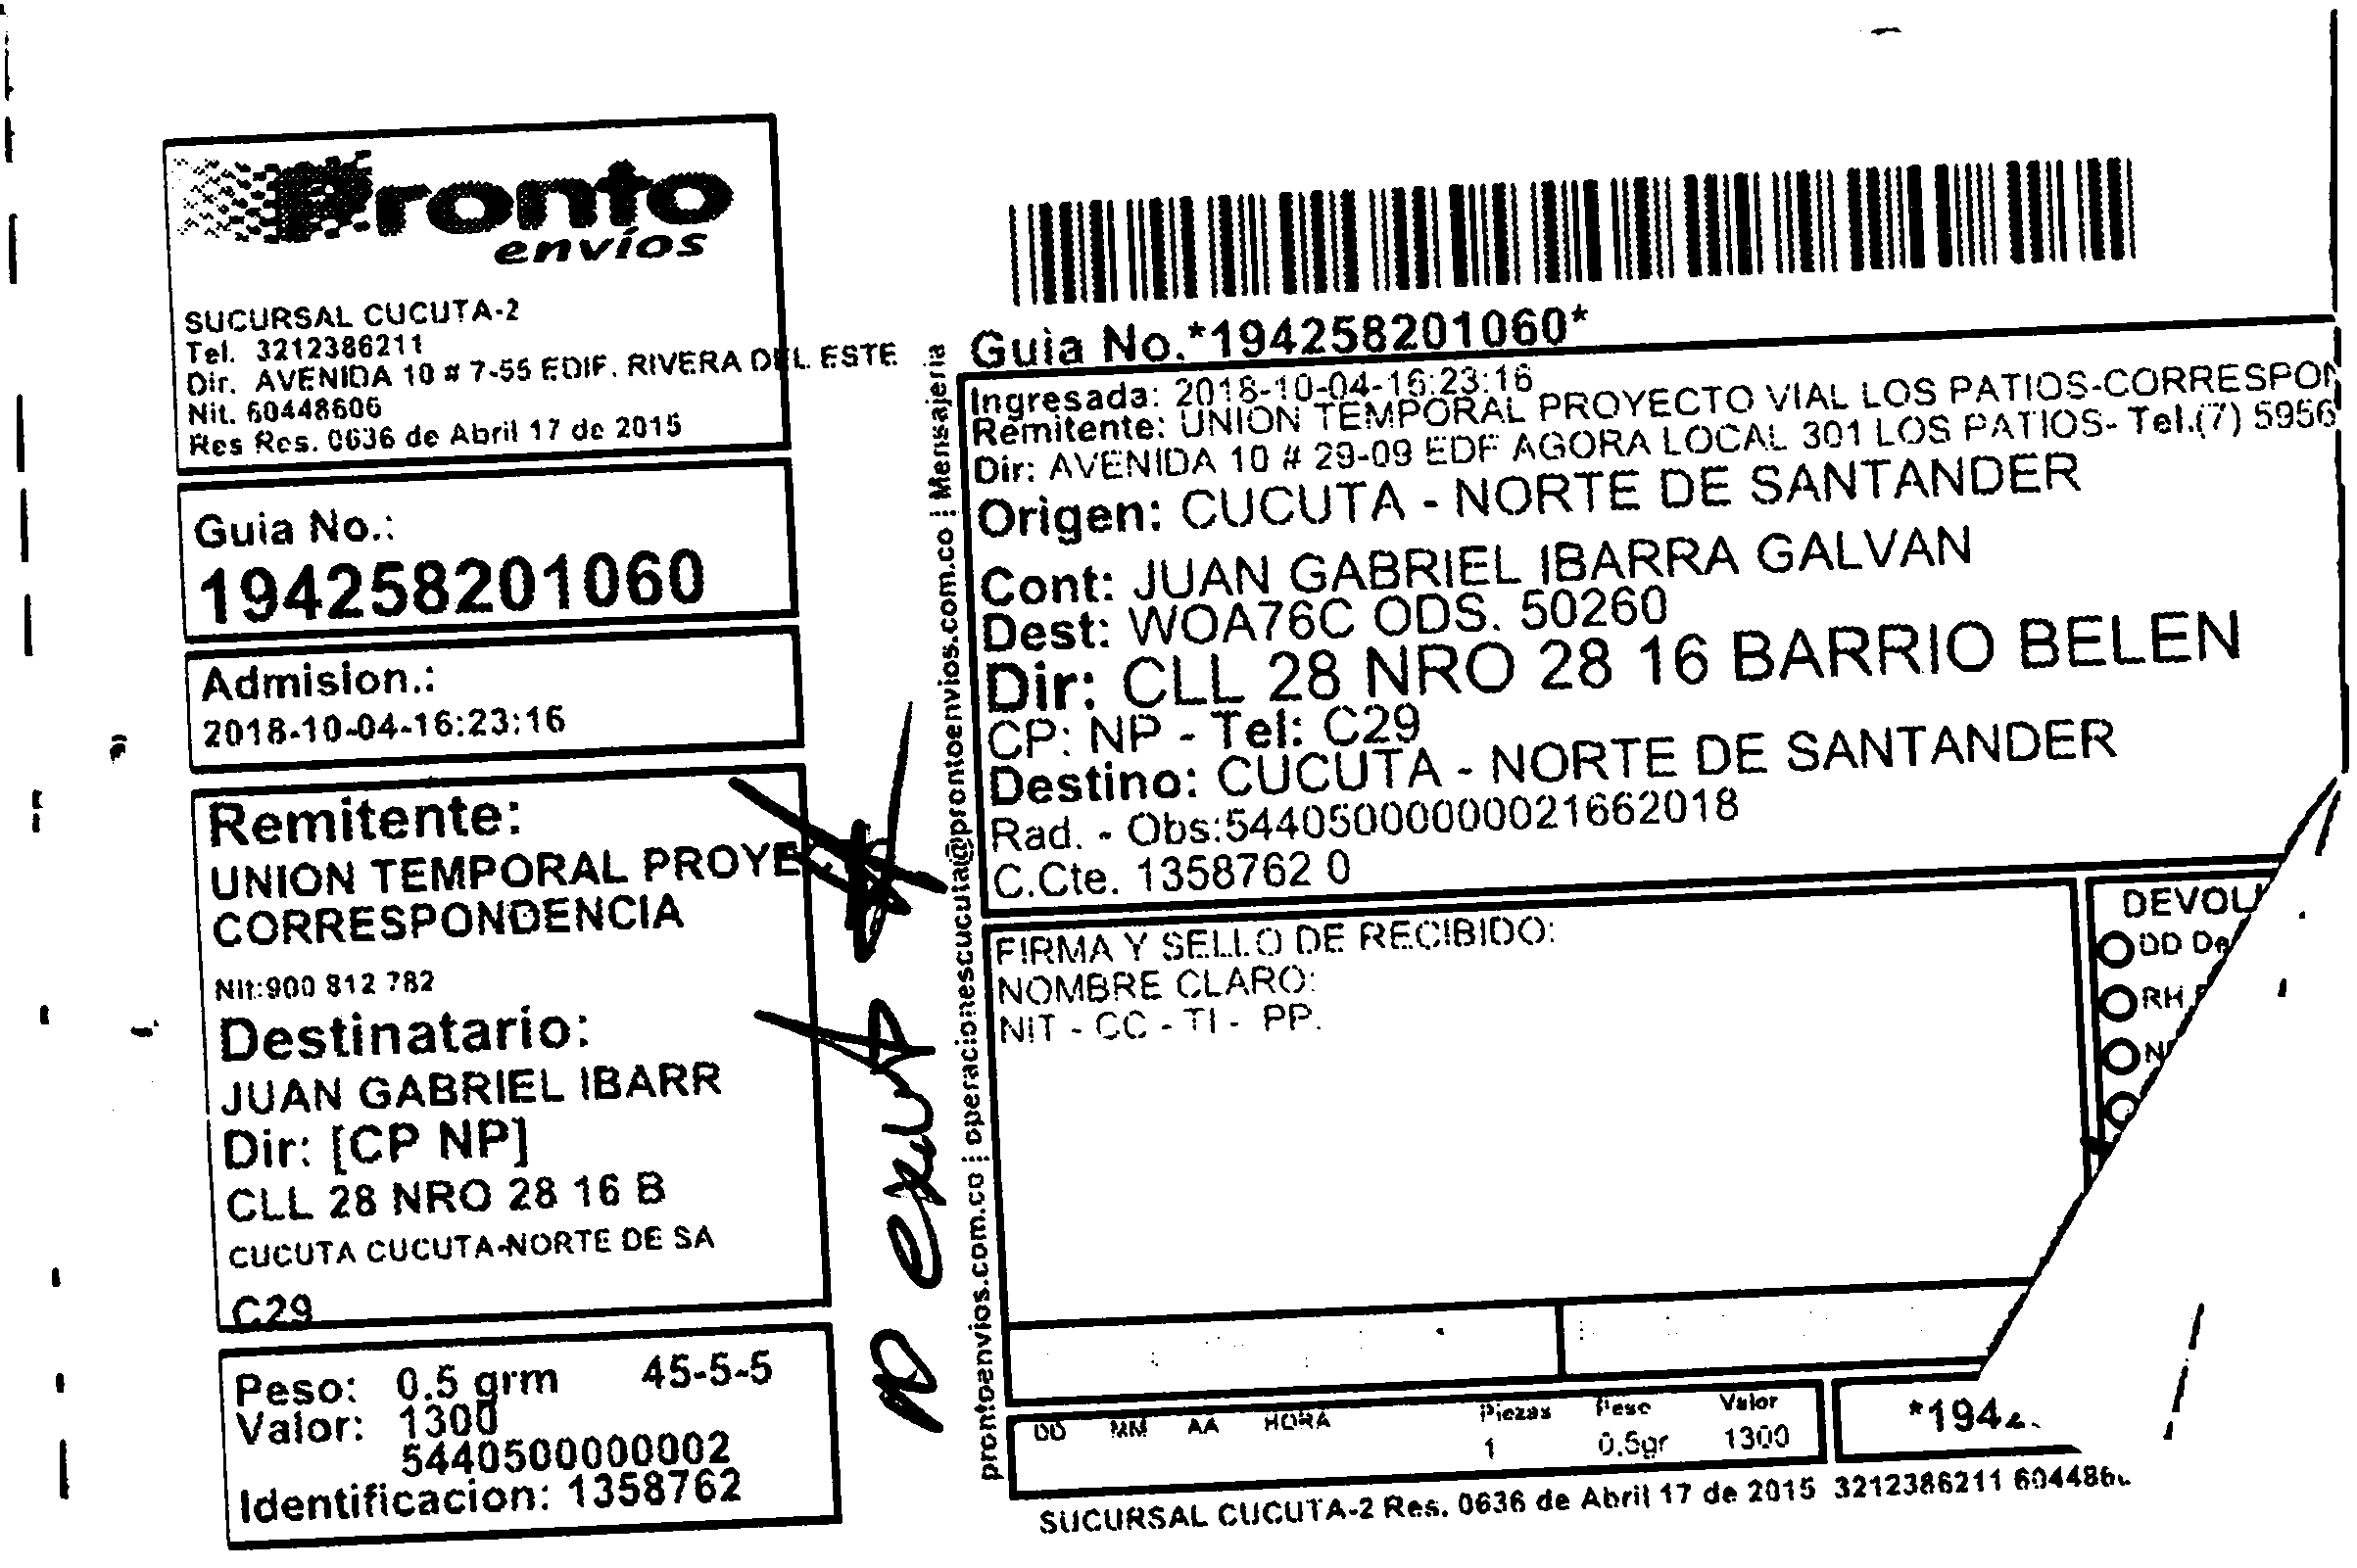 Pronto
envíos
SUCURSAL CUCUTA-2
Tel. 3212386211
Dir. AVENIDA 10 # 7-55 EDIF. RIVERA DEL ESTE
Nit. 60448606
Res Res. 0636 de Abril 17 de 2015
Guia No.:
194258201060
Admision.:
2018-10-04-16:23:16
Remitente:
UNION TEMPORAL PROYE
CORRESPONDENCIA
Nit:900 812 782
Destinatario:
JUAN GABRIEL IBARR
Dir: [CP NP]
CLL 28 NRO 28 16 B
CUCUTA CUCUTA-NORTE DE SA
C29
Peso: 0.5 grm 45-5-5
Valor: 1300
5440500000002
Identificacion: 1358762
prontoenvios.com.co | operacionescucuta@prontoenvios.com.co | Mensajeria
Guia No.*194258201060*
Ingresada: 2018-10-04-16:23:16
Remitente: UNION TEMPORAL PROYECTO VIAL LOS PATIOS-CORRESPON
Dir: AVENIDA 10 # 29-09 EDF AGORA LOCAL 301 LOS PATIOS- Tel.(7) 5956
Origen: CUCUTA - NORTE DE SANTANDER
Cont: JUAN GABRIEL IBARRA GALVAN
Dest: WOA76C ODS. 50260
Dir: CLL 28 NRO 28 16 BARRIO BELEN
CP: NP - Tel: C29
Destino: CUCUTA - NORTE DE SANTANDER
Rad. - Obs:544050000000021662018
C.Cte. 1358762 0
FIRMA Y SELLO DE RECIBIDO:
NOMBRE CLARO:
NIT - CC - TI - PP.
DEVOLU
DD De
RH
DD MM AA HORA Piezas Peso Valor
1 0.5gr 1300
*194
SUCURSAL CUCUTA-2 Res. 0636 de Abril 17 de 2015 3212386211 604486